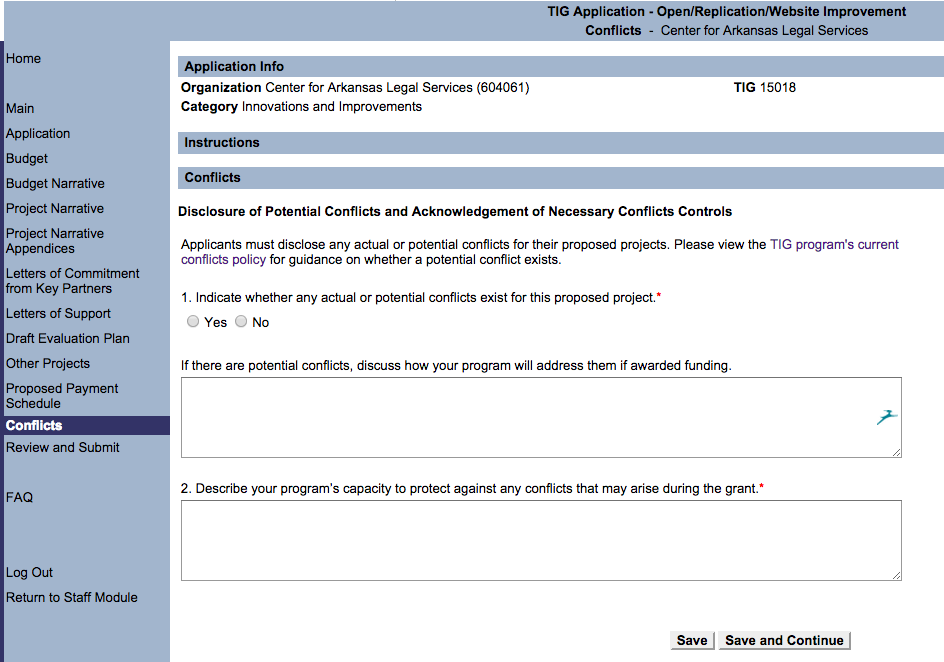 TIG Application - Open/Replication/Website Improvement
Conflicts - Center for Arkansas Legal Services
Home
Main
Application
Budget
Budget Narrative
Project Narrative
Project Narrative
Appendices
Letters of Commitment
from Key Partners
Letters of Support
Draft Evaluation Plan
Other Projects
Proposed Payment
Schedule
Conflicts
Review and Submit
FAQ
Log Out
Return to Staff Module
Application Info
Organization Center for Arkansas Legal Services (604061) TIG 15018
Category Innovations and Improvements
Instructions
Conflicts
Disclosure of Potential Conflicts and Acknowledgement of Necessary Conflicts Controls
Applicants must disclose any actual or potential conflicts for their proposed projects. Please view the TIG program's current
conflicts policy for guidance on whether a potential conflict exists.
1. Indicate whether any actual or potential conflicts exist for this proposed project.*
Yes No
If there are potential conflicts, discuss how your program will address them if awarded funding.
2. Describe your program's capacity to protect against any conflicts that may arise during the grant.*
Save Save and Continue